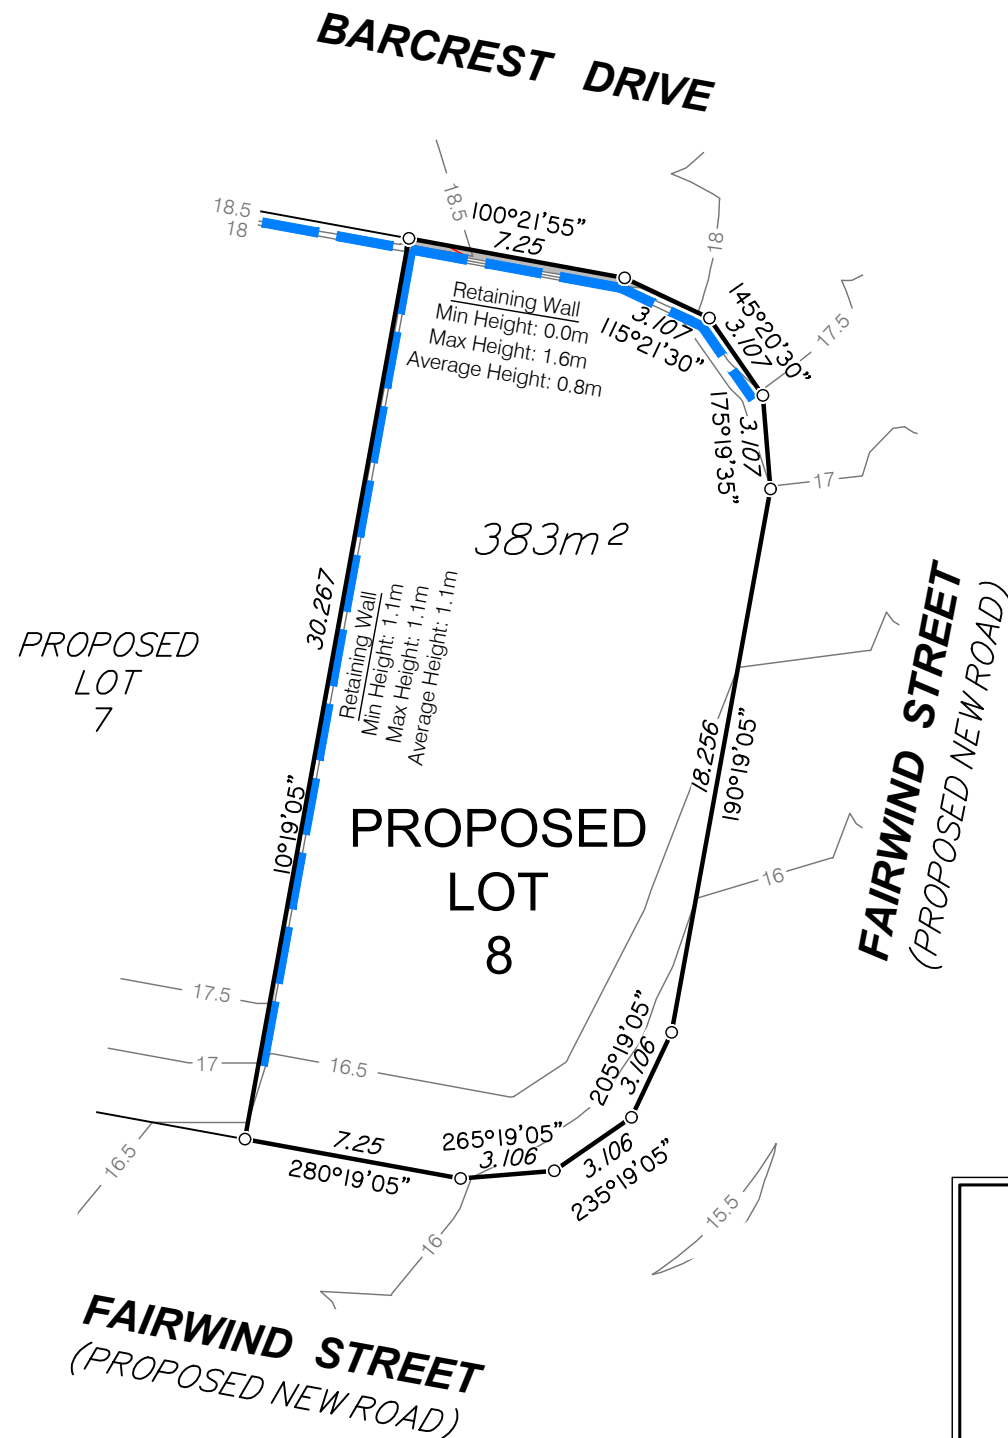 BARCREST DRIVE
18.5
18
18.5
100°21'55"
7.25
18
Retaining Wall
Min Height: 0.0m
Max Height: 1.6m
Average Height: 0.8m
3.107
115°21'30"
145°20'30"
3.107
17.5
3.107
175°19'35"
17
383m²
30.267
10°19'05"
Retaining Wall
Min Height: 1.1m
Max Height: 1.1m
Average Height: 1.1m
PROPOSED
LOT
7
FAIRWIND STREET
(PROPOSED NEW ROAD)
18.256
190°19'05"
PROPOSED
LOT
8
16
17.5
17
16.5
205°19'05"
3.106
16.5
7.25
280°19'05"
265°19'05"
3.106
3.106
235°19'05"
15.5
16
FAIRWIND STREET
(PROPOSED NEW ROAD)